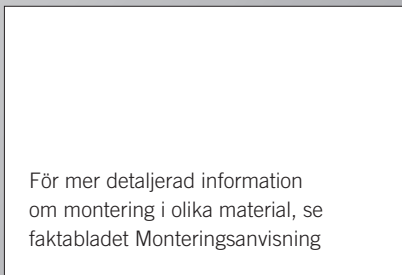 För mer detaljerad information
om montering i olika material, se
faktabladet Monteringsanvisning